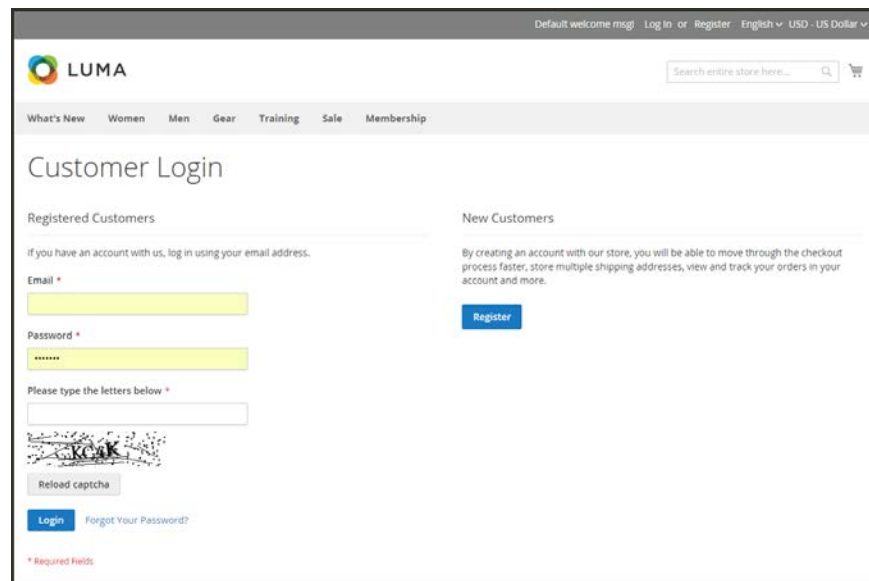 Default welcome msg! Log In or Register English USD - US Dollar
LUMA
Search entire store here...
What's New Women Men Gear Training Sale Membership
Customer Login
Registered Customers
If you have an account with us, log in using your email address.
Email *
Password *
Please type the letters below *
Reload captcha
Login Forgot Your Password?
* Required Fields
New Customers
By creating an account with our store, you will be able to move through the checkout
process faster, store multiple shipping addresses, view and track your orders in your
account and more.
Register